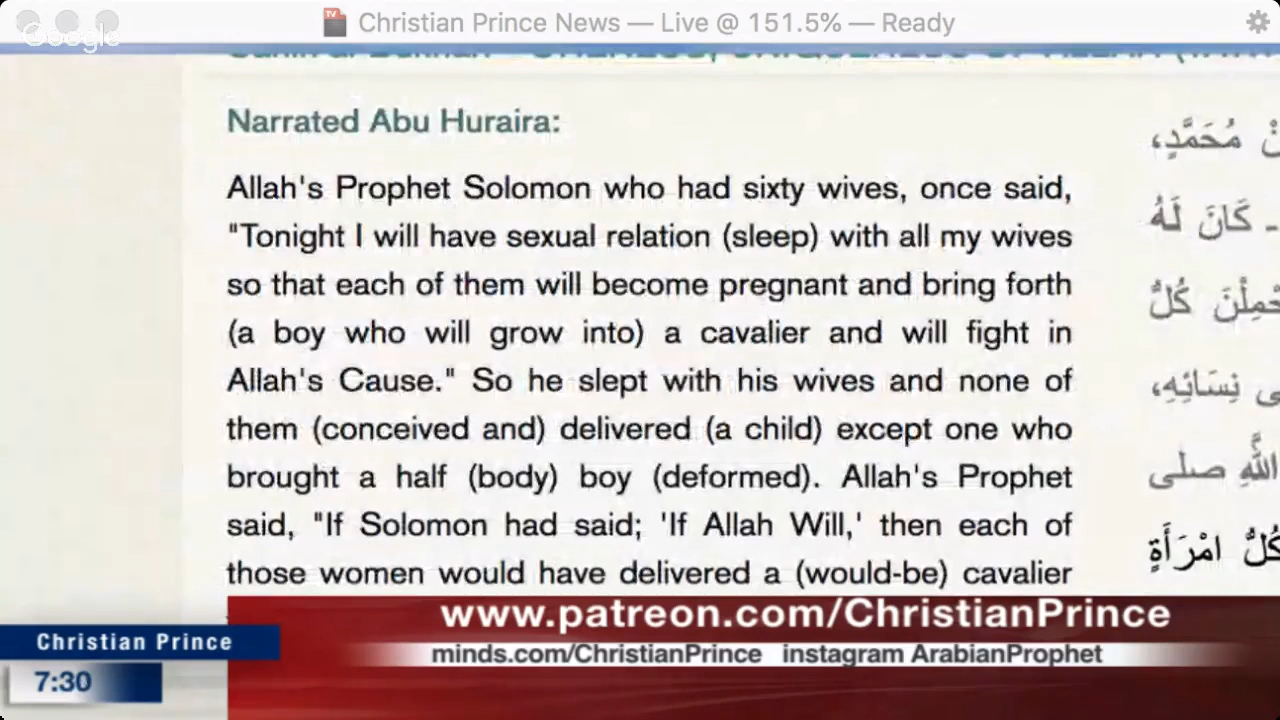 Christian Prince News — Live @ 151.5% — Ready
Google
Narrated Abu Huraira:
Allah's Prophet Solomon who had sixty wives, once said,
"Tonight I will have sexual relation (sleep) with all my wives
so that each of them will become pregnant and bring forth
(a boy who will grow into) a cavalier and will fight in
Allah's Cause." So he slept with his wives and none of
them (conceived and) delivered (a child) except one who
brought a half (body) boy (deformed). Allah's Prophet
said, "If Solomon had said; 'If Allah Will,' then each of
those women would have delivered a (would-be) cavalier
مُحَمَّدٍ،
ـ كَانَ لَهُ
كُلُّ
نِسَائِهِ،
اللَّهِ صلى
كُلُّ امْرَأَةٍ
www.patreon.com/ChristianPrince
minds.com/ChristianPrince instagram ArabianProphet
Christian Prince
7:30